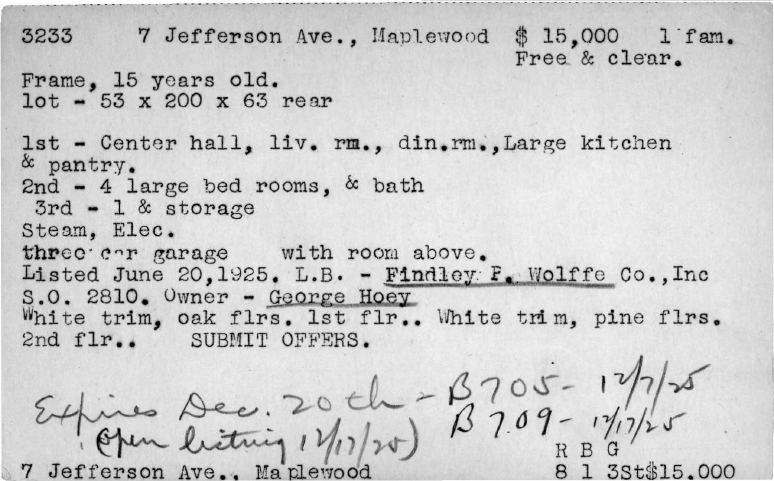 3233 7 Jefferson Ave., Maplewood $ 15,000 1 fam.
Free & clear.
Frame, 15 years old.
lot - 53 x 200 x 63 rear
1st - Center hall, liv. rm., din.rm.,Large kitchen
& pantry.
2nd - 4 large bed rooms, & bath
3rd - 1 & storage
Steam, Elec.
three car garage with room above.
Listed June 20,1925. L.B. - Findley P. Wolffe Co.,Inc
S.O. 2810. Owner - George Hoey
White trim, oak flrs. 1st flr.. White trim, pine flrs.
2nd flr.. SUBMIT OFFERS.
Expires Dec. 20th - B705- 12/7/25
B709- 12/17/25
(open listing 12/17/25)
R B G
7 Jefferson Ave., Maplewood 8 1 3St$15.000